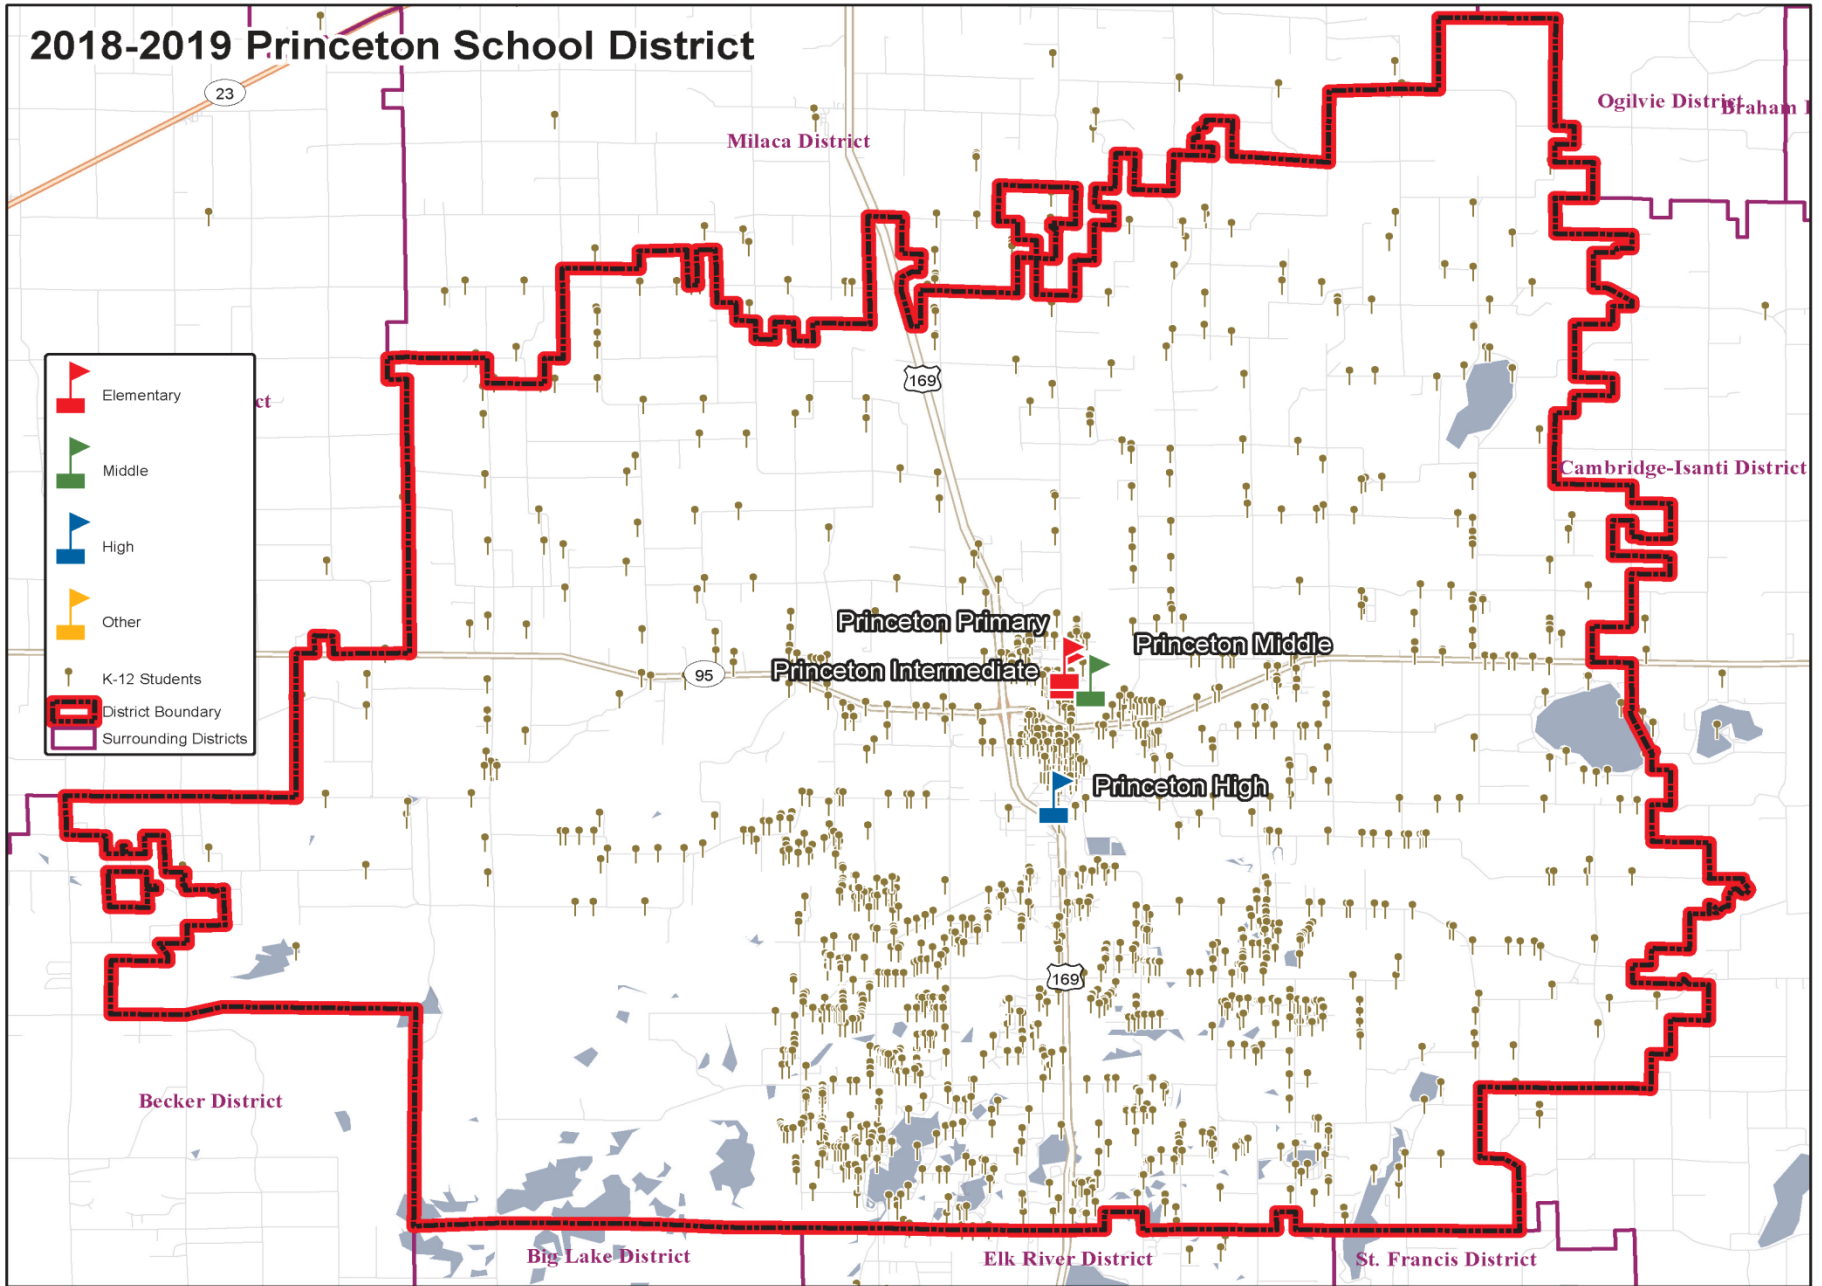 2018-2019 Princeton School District
23
Ogilvie District
Braham
Milaca District
169
ct
Elementary
Middle
High
Other
K-12 Students
District Boundary
Surrounding Districts
Cambridge-Isanti District
Princeton Primary
Princeton Middle
Princeton Intermediate
95
Princeton High
169
Becker District
Big Lake District
Elk River District
St. Francis District